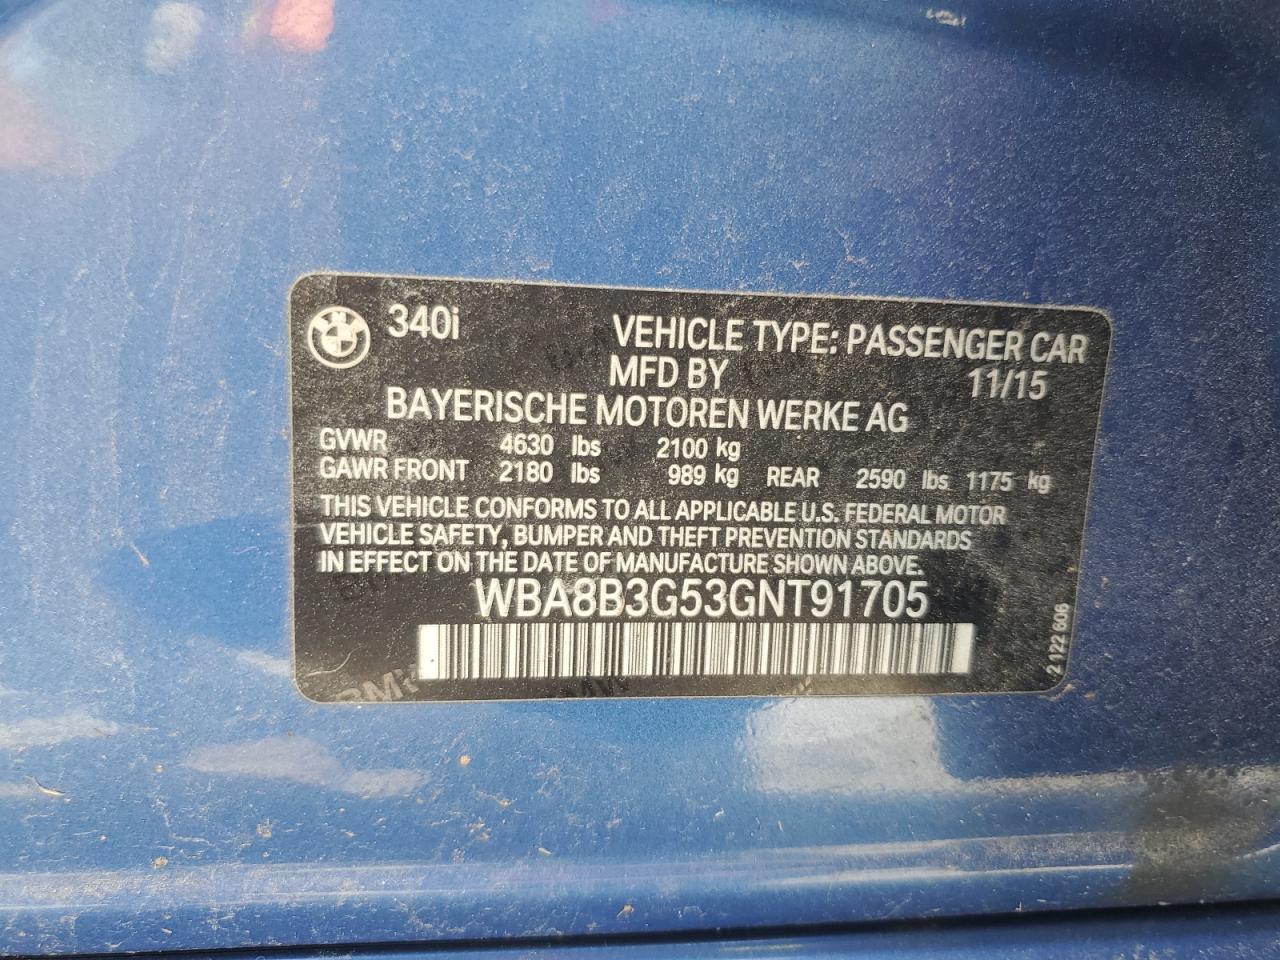 340i VEHICLE TYPE: PASSENGER CAR
MFD BY 11/15
BAYERISCHE MOTOREN WERKE AG
GVWR 4630 lbs 2100 kg
GAWR FRONT 2180 lbs 989 kg REAR 2590 lbs 1175 kg
THIS VEHICLE CONFORMS TO ALL APPLICABLE U.S. FEDERAL MOTOR
VEHICLE SAFETY, BUMPER AND THEFT PREVENTION STANDARDS
IN EFFECT ON THE DATE OF MANUFACTURE SHOWN ABOVE.
WBA8B3G53GNT91705
2 122 606
BMW